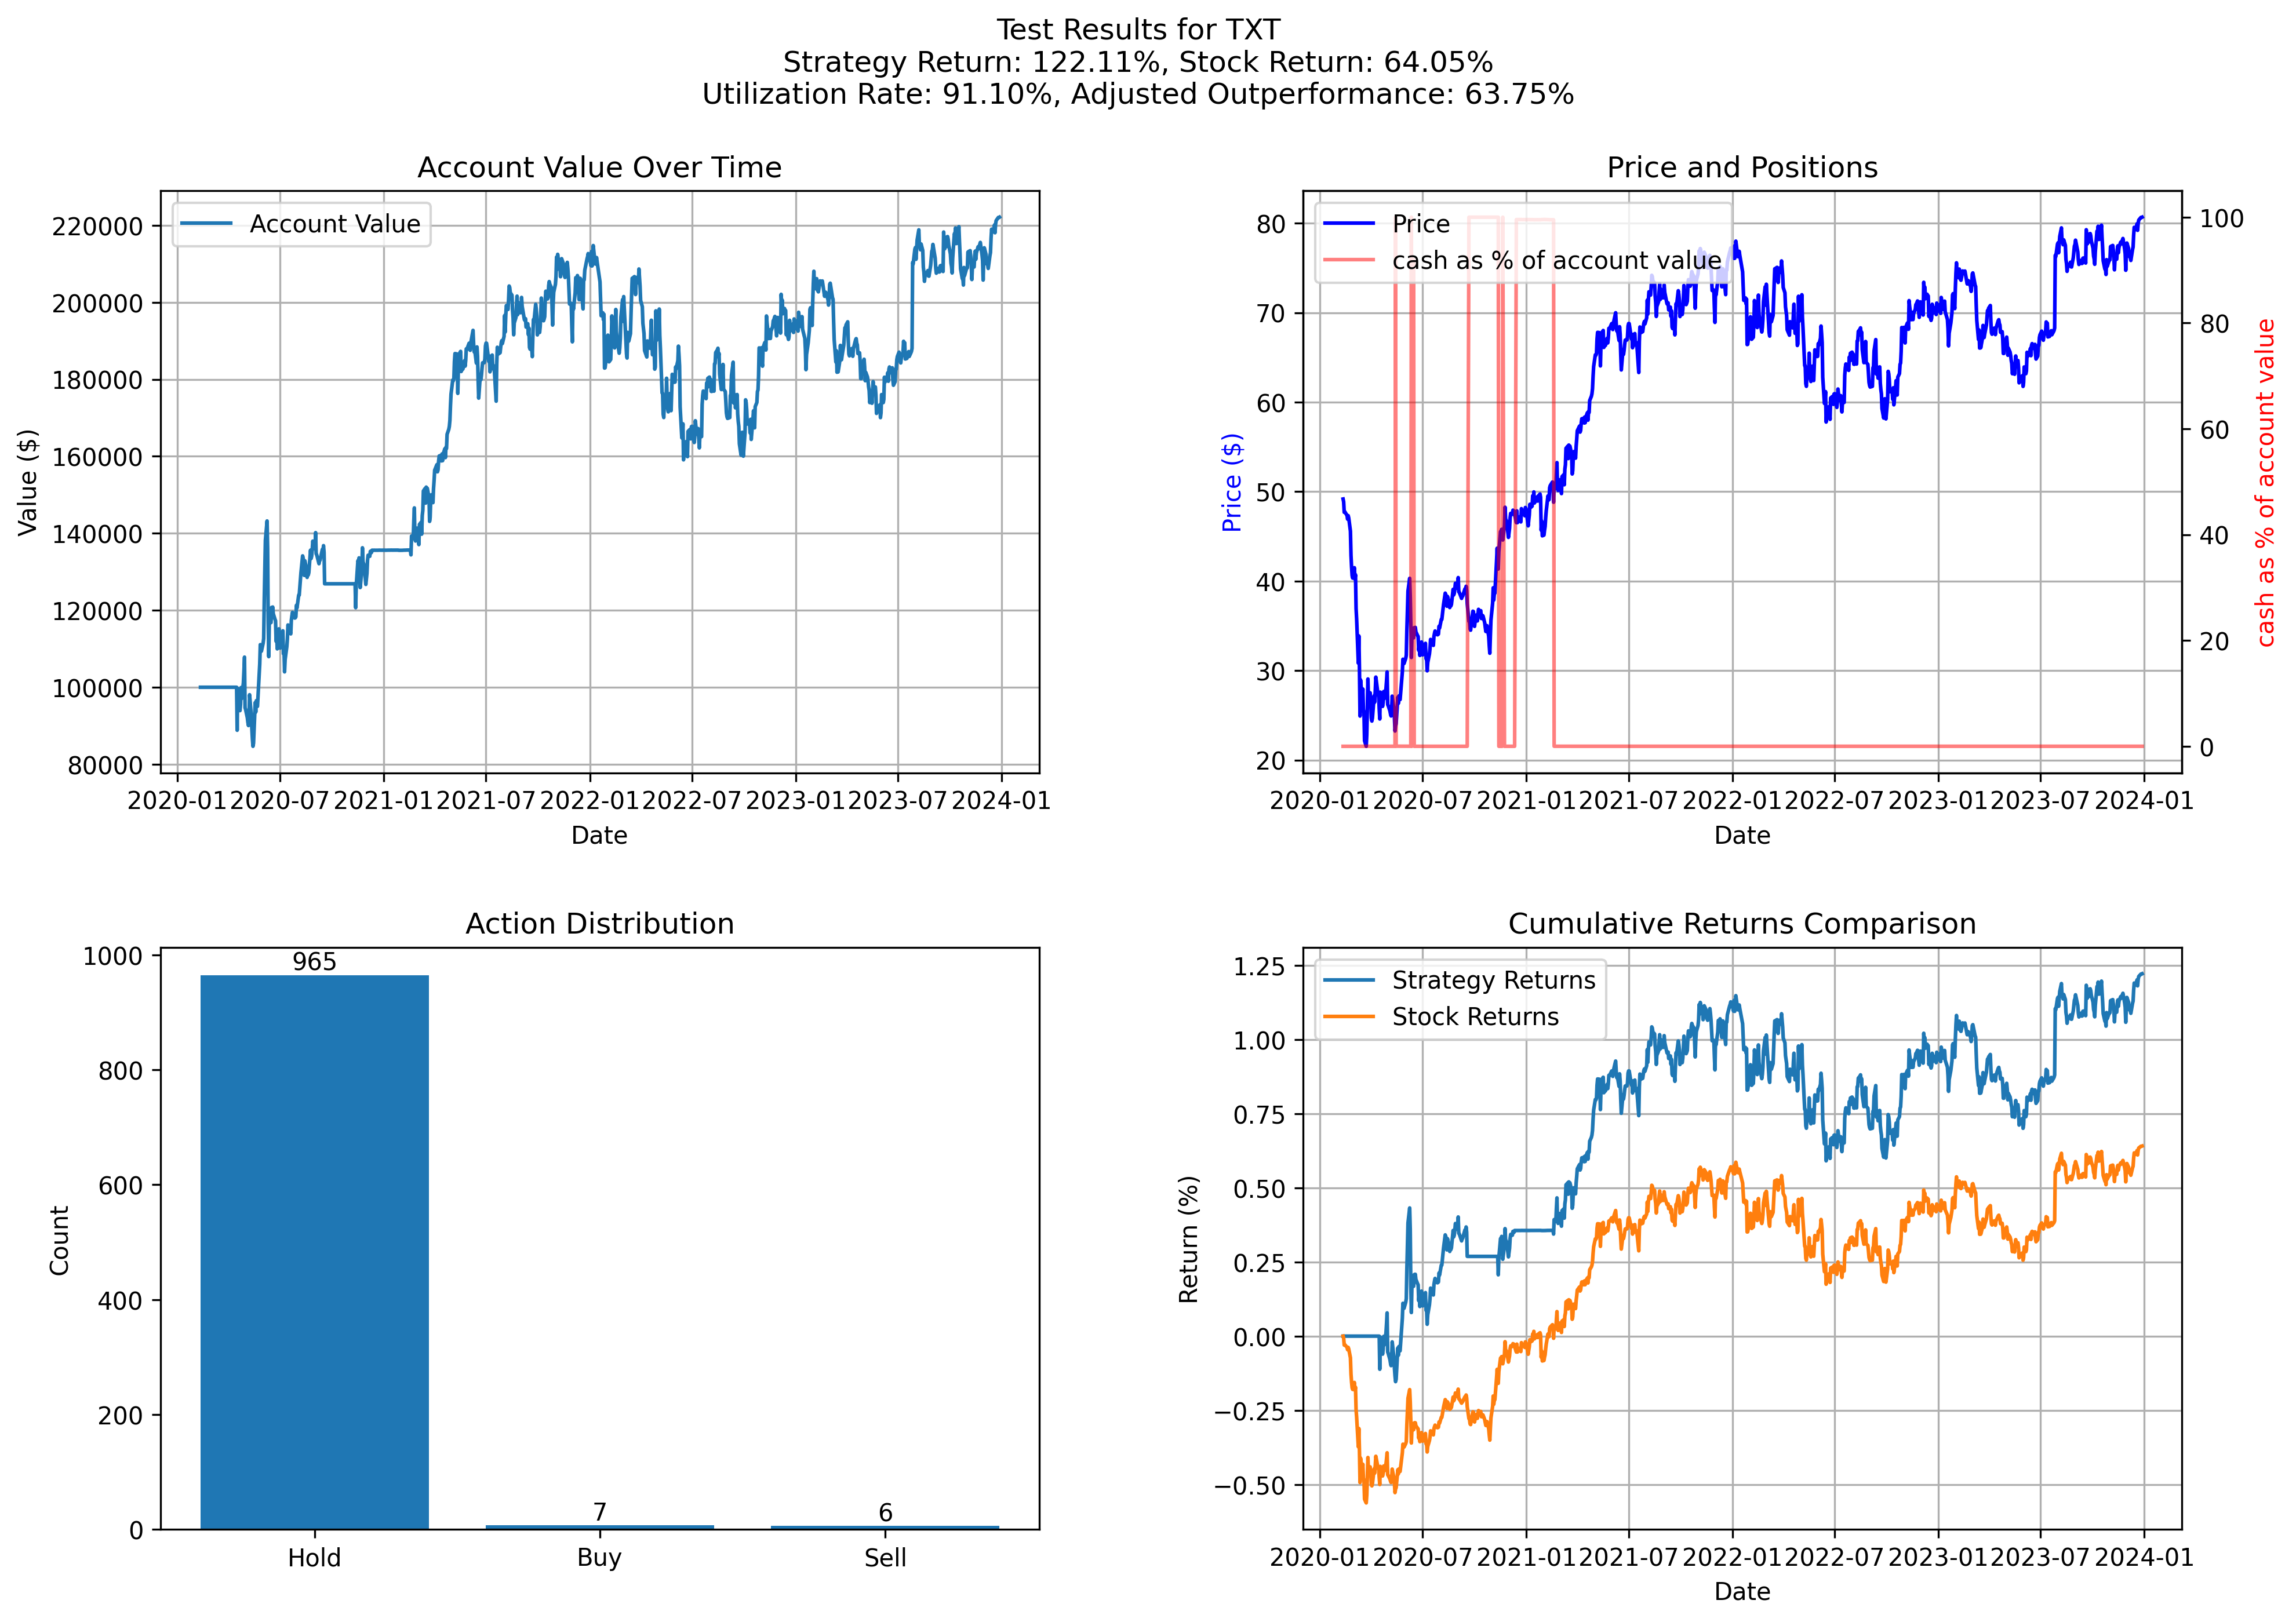 Test Results for TXT
Strategy Return: 122.11%, Stock Return: 64.05%
Utilization Rate: 91.10%, Adjusted Outperformance: 63.75%
Account Value Over Time
Account Value
220000
200000
180000
160000
140000
120000
100000
80000
Value ($)
2020-01 2020-07 2021-01 2021-07 2022-01 2022-07 2023-01 2023-07 2024-01
Date
Price and Positions
Price
cash as % of account value
80
70
60
50
40
30
20
Price ($)
100
80
60
40
20
0
cash as % of account value
2020-01 2020-07 2021-01 2021-07 2022-01 2022-07 2023-01 2023-07 2024-01
Date
Action Distribution
1000
800
600
400
200
0
Count
965
7
6
Hold Buy Sell
Cumulative Returns Comparison
Strategy Returns
Stock Returns
1.25
1.00
0.75
0.50
0.25
0.00
−0.25
−0.50
Return (%)
2020-01 2020-07 2021-01 2021-07 2022-01 2022-07 2023-01 2023-07 2024-01
Date